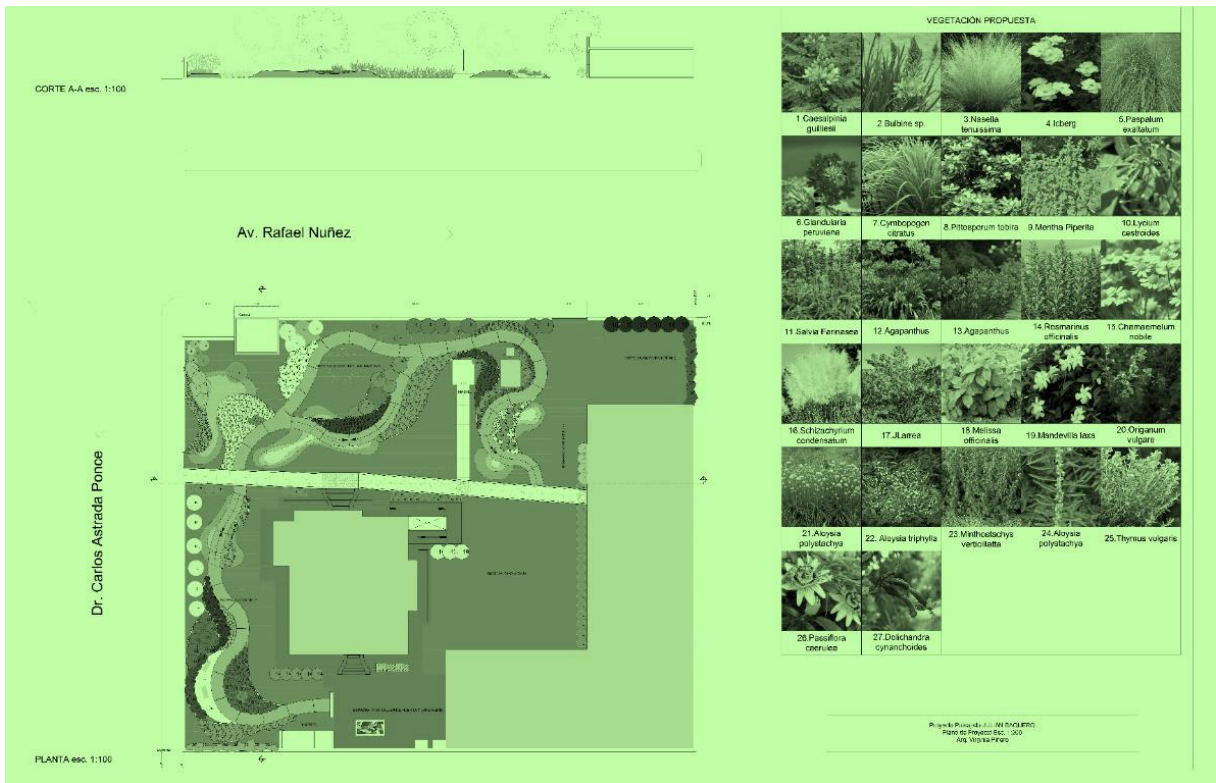 CORTE A-A esc. 1:100
Av. Rafael Nuñez
Dr. Carlos Astrada Ponce
PLANTA esc. 1:100
VEGETACIÓN PROPUESTA
1.Caesalpinia
guilliesii
2. Bulbine sp.
3.Nasella
tenuissima
4.Icberg
5.Paspalum
exaltatum
6.Glandularia
peruviana
7.Cymbopogon
citratus
8.Pittosporum tobira
9.Mentha Piperita
10.Lycium
cestroides
11.Salvia Farinasea
12.Agapanthus
13.Agapanthus
14.Rosmarinus
officinalis
15.Chamaemelum
nobile
16.Schizachyrium
condensatum
17.JLarrea
18.Melissa
officinalis
19.Mandevilla laxa
20.Origanum
vulgare
21.Aloysia
polystachya
22. Aloysia triphylla
23.Minthostachys
verticillatta
24.Aloysia
polystachya
25.Thymus vulgaris
26.Passiflora
caerulea
27.Dolichandra
cynanchoides
Plano de Proyecto Esc. 1:200
Arq. Virginia Piñero